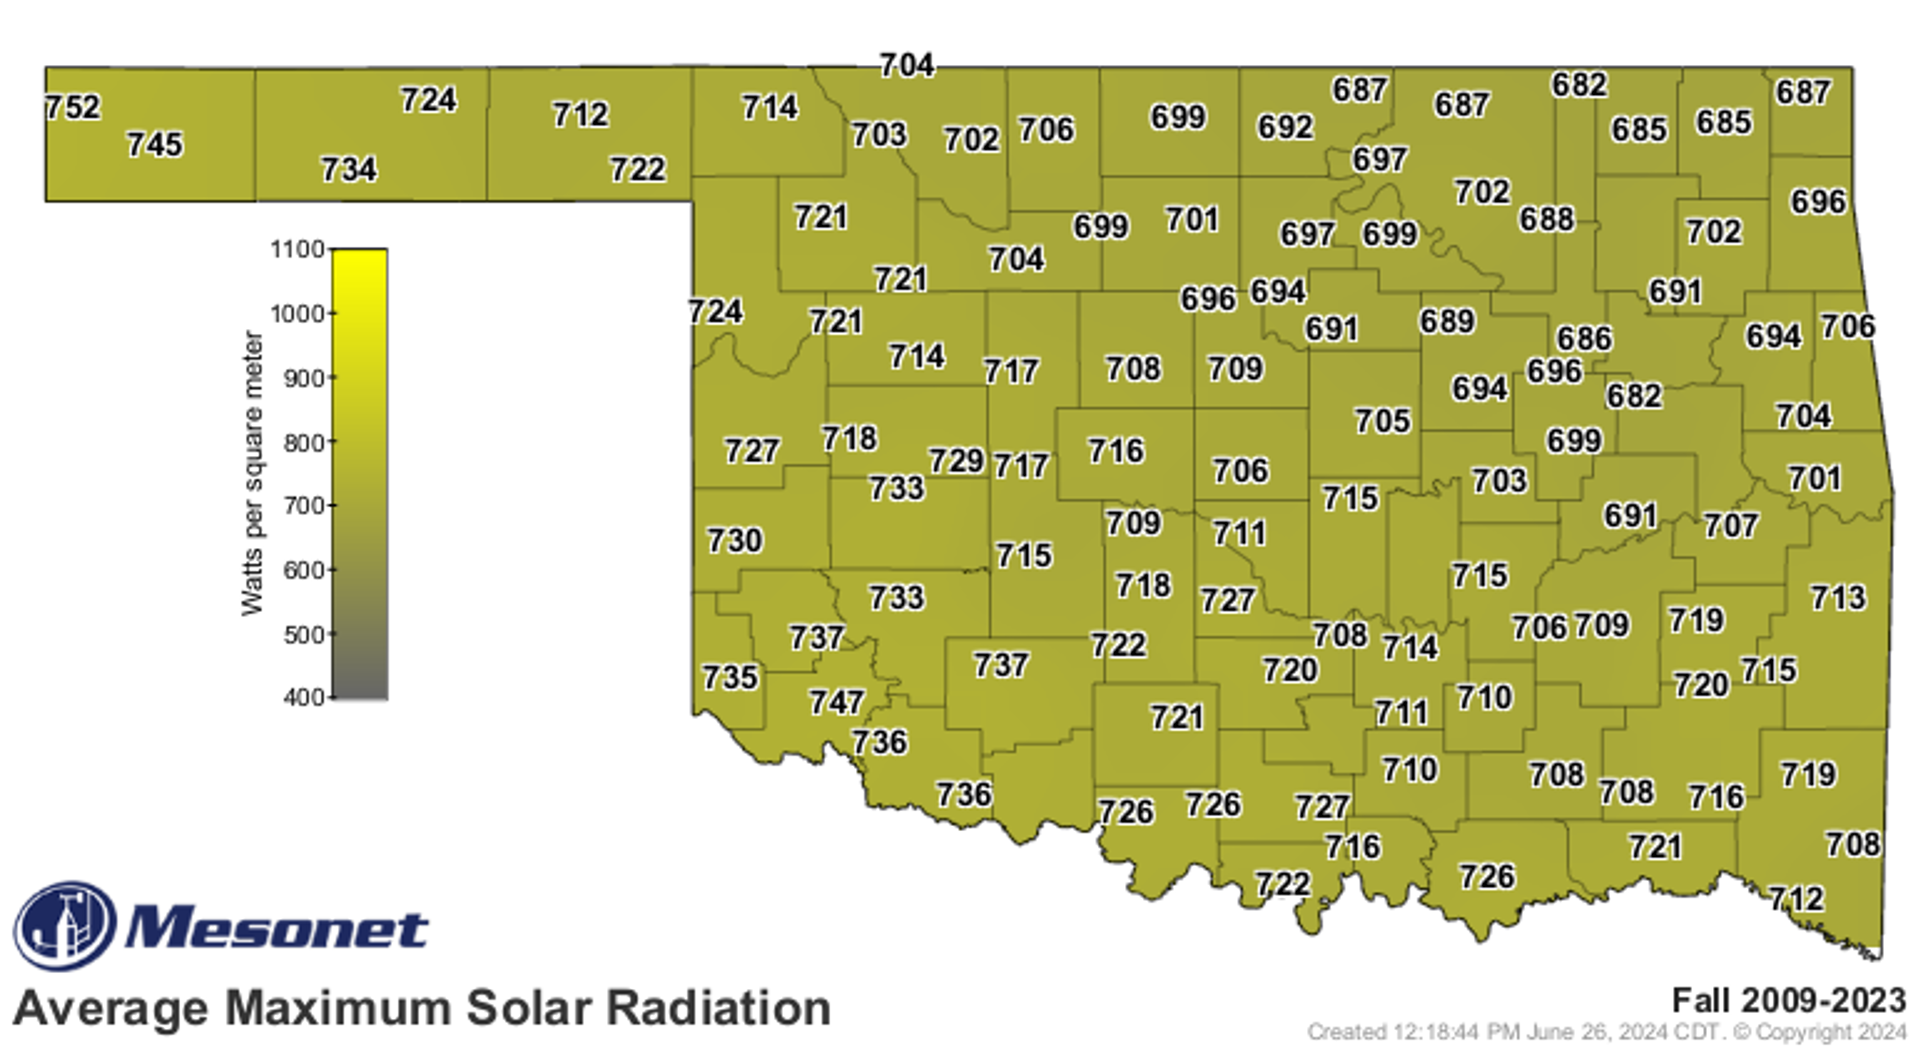 704
752 745 724 734 712 722 714 703 702 706 699 692 687 697 687 682 685 685 687
721 699 701 697 699 702 688 702 696
704
721
724 721 696 694 691 689 686 691 694 706
714 717 708 709 694 696 682 704
727 718 729 717 716 706 705 699 701
733 715 703
730 715 709 711 691 707
733 718 727 715 713
737 722 708 714 706 709 719
735 737 720 720 715
747 721 711 710
736 710 708 719
736 726 726 727 708 716
716 721 708
722 726 712
1100
1000
900
800
700
600
500
400
Watts per square meter
Mesonet
Average Maximum Solar Radiation
Fall 2009-2023
Created 12:18:44 PM June 26, 2024 CDT. © Copyright 2024